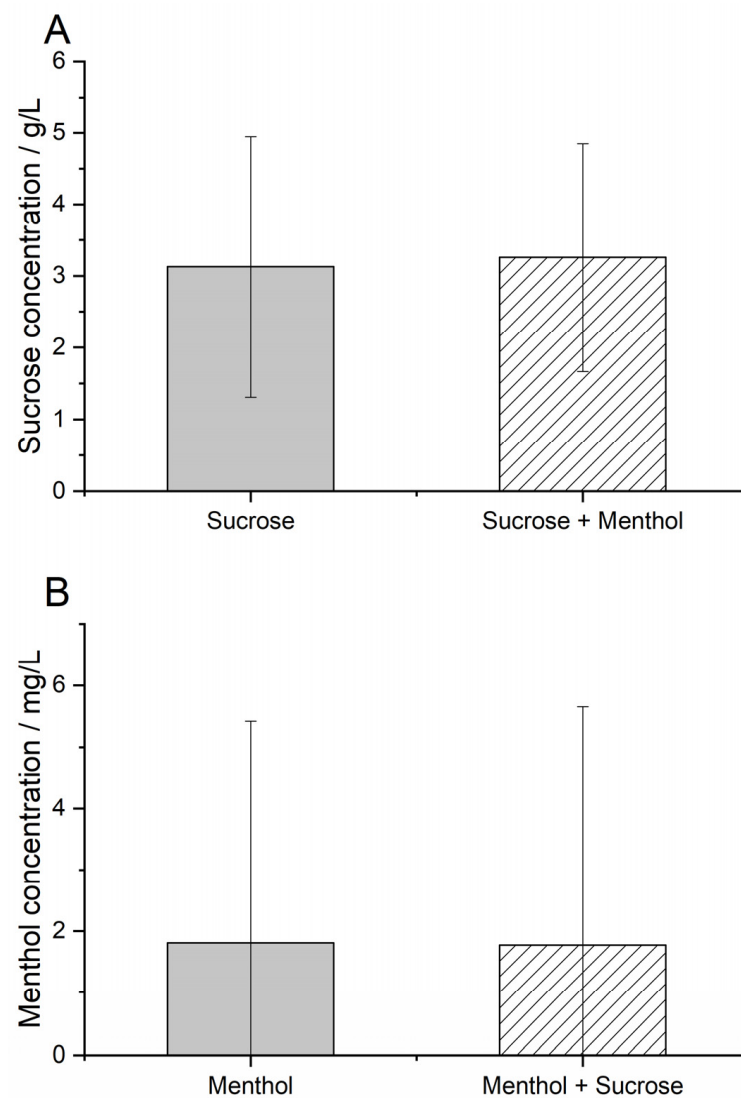 A
Sucrose concentration / g/L
6
5
4
3
2
1
0
Sucrose
Sucrose + Menthol
B
Menthol concentration / mg/L
6
4
2
0
Menthol
Menthol + Sucrose